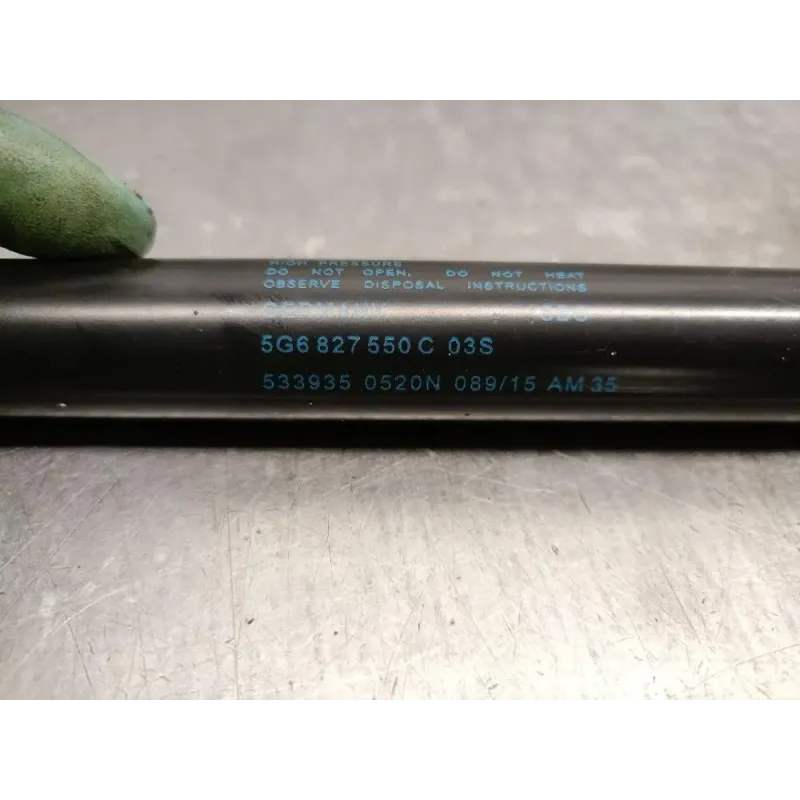 HIGH PRESSURE
DO NOT OPEN. DO NOT HEAT
OBSERVE DISPOSAL INSTRUCTIONS
GERMANY
5G6 827 550 C 03S
533935 0520N 089/15 AM 35